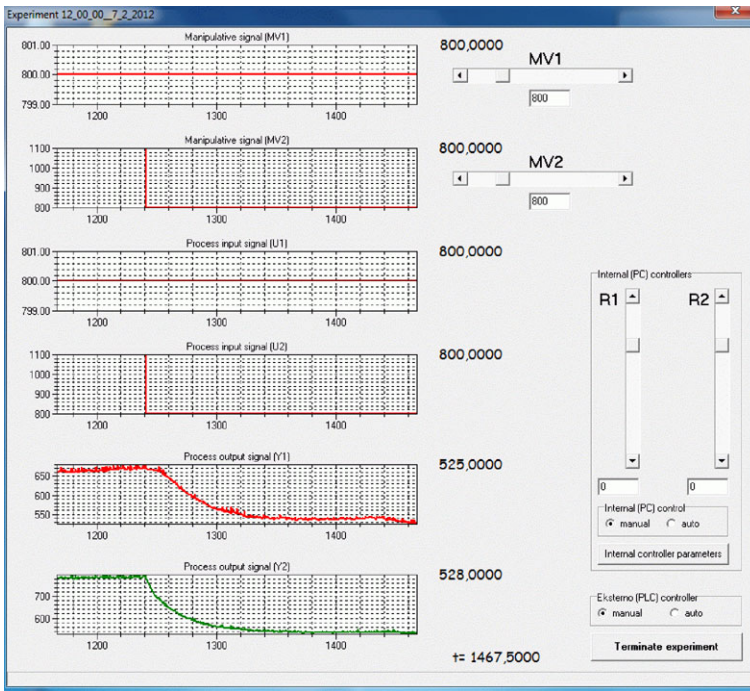 Experiment 12_00_00__7_2_2012
Manipulative signal (MV1)
801.00
800.00
799.00
1200 1300 1400
800,0000
MV1
800
Manipulative signal (MV2)
1100
1000
900
800
1200 1300 1400
800,0000
MV2
800
Process input signal (U1)
801.00
800.00
799.00
1200 1300 1400
800,0000
Process input signal (U2)
1100
1000
900
800
1200 1300 1400
800,0000
Process output signal (Y1)
650
600
550
1200 1300 1400
525,0000
Process output signal (Y2)
700
600
1200 1300 1400
528,0000
t= 1467,5000
Internal (PC) controllers
R1 R2
0 0
Internal (PC) control
manual auto
Internal controller parameters
Eksterno (PLC) controller
manual auto
Terminate experiment